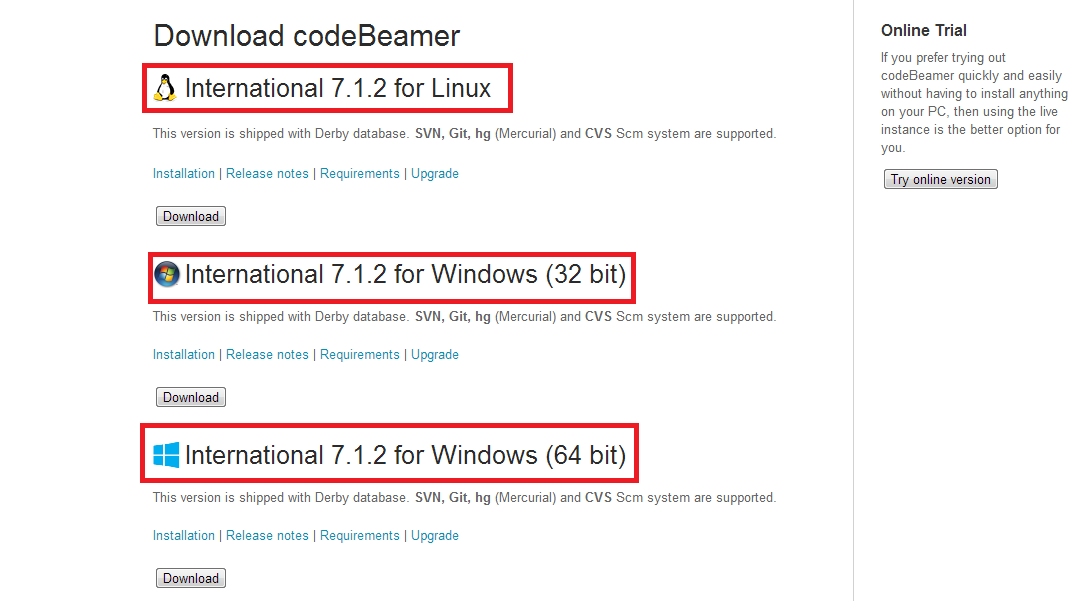 Download codeBeamer
International 7.1.2 for Linux
This version is shipped with Derby database. SVN, Git, hg (Mercurial) and CVS Scm system are supported.
Installation | Release notes | Requirements | Upgrade
Download
International 7.1.2 for Windows (32 bit)
This version is shipped with Derby database. SVN, Git, hg (Mercurial) and CVS Scm system are supported.
Installation | Release notes | Requirements | Upgrade
Download
International 7.1.2 for Windows (64 bit)
This version is shipped with Derby database. SVN, Git, hg (Mercurial) and CVS Scm system are supported.
Installation | Release notes | Requirements | Upgrade
Download
Online Trial
If you prefer trying out
codeBeamer quickly and easily
without having to install anything
on your PC, then using the live
instance is the better option for
you.
Try online version